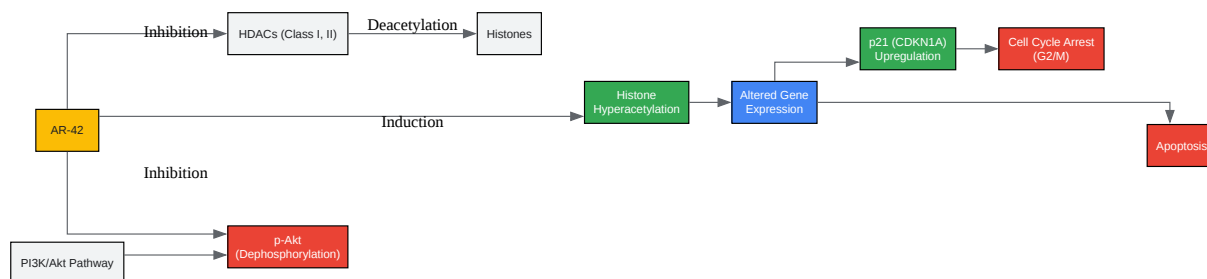 Inhibition
HDACs (Class I, II)
Deacetylation
Histones
p21 (CDKN1A)
Upregulation
Cell Cycle Arrest
(G2/M)
Histone
Hyperacetylation
Altered Gene
Expression
AR-42
Induction
Apoptosis
Inhibition
p-Akt
(Dephosphorylation)
PI3K/Akt Pathway